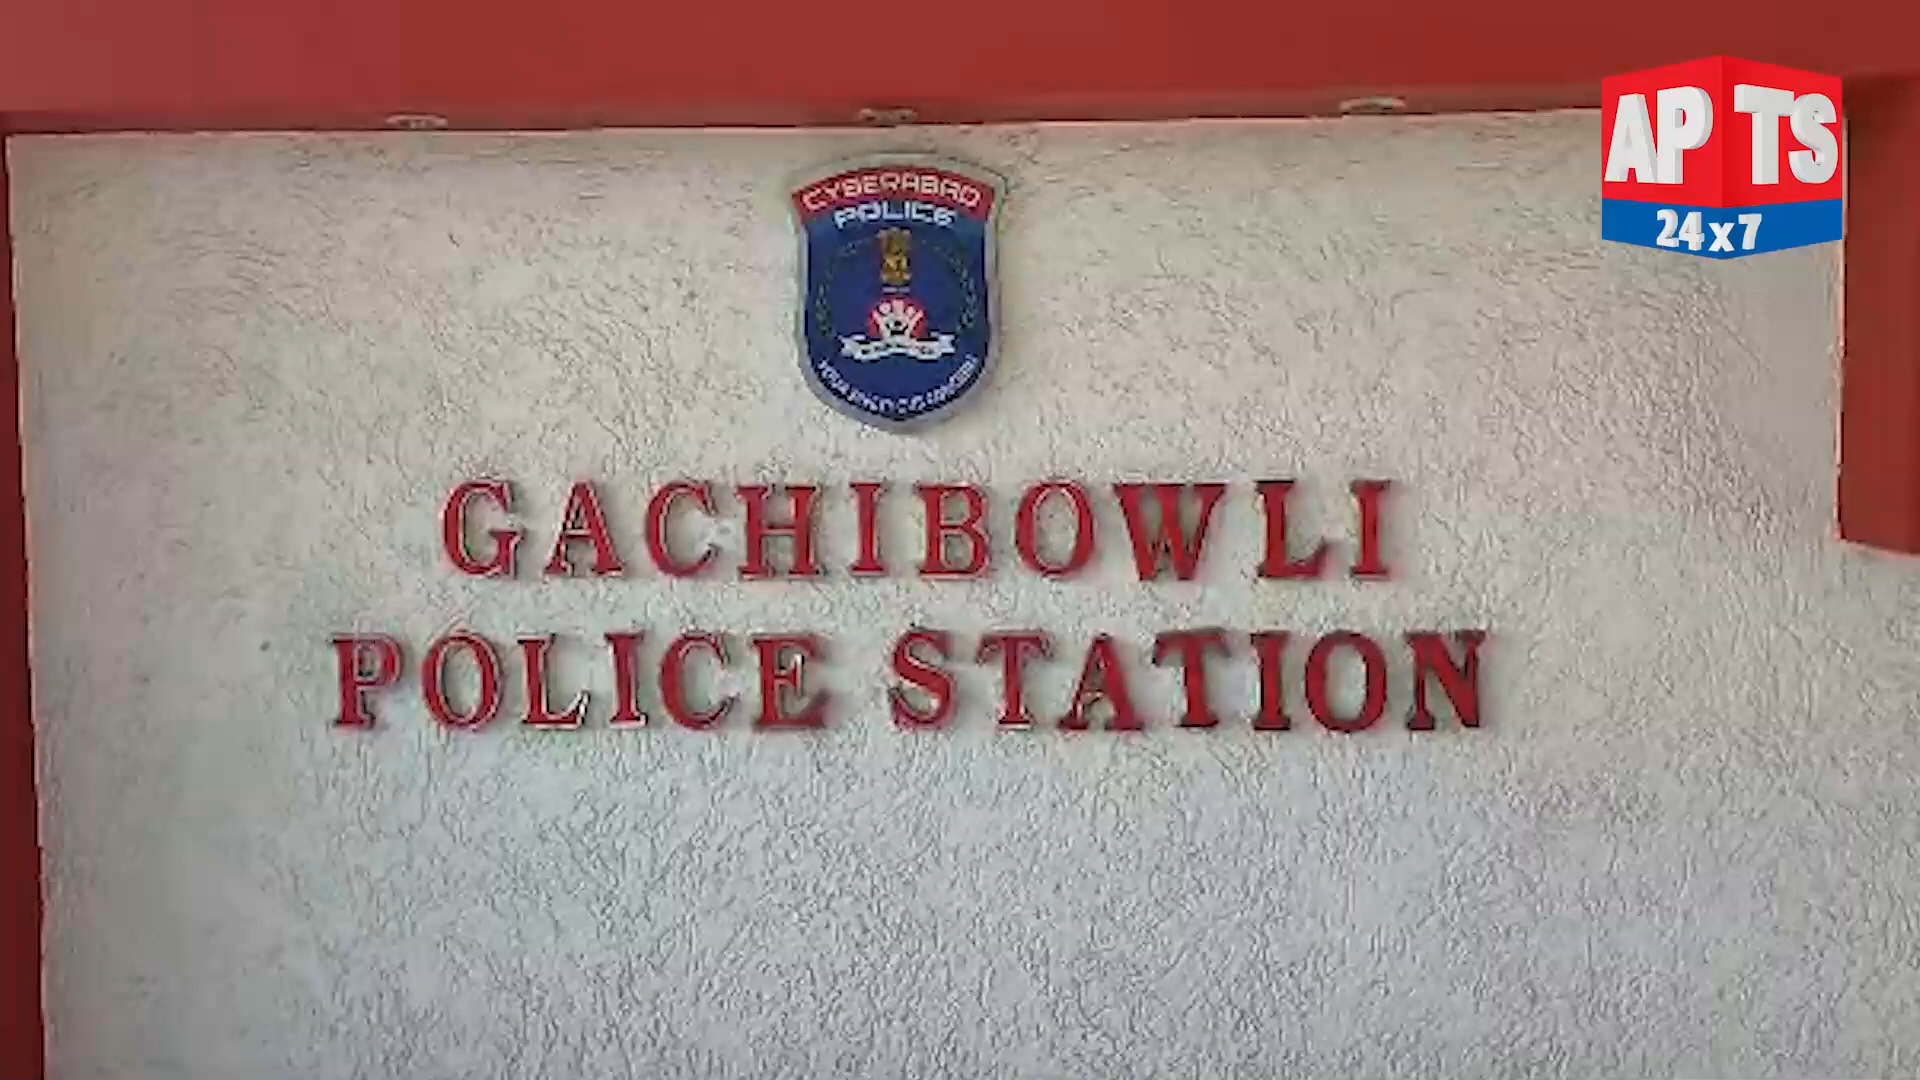 AP TS
24x7
CYBERABAD
POLICE
GACHIBOWLI
POLICE STATION